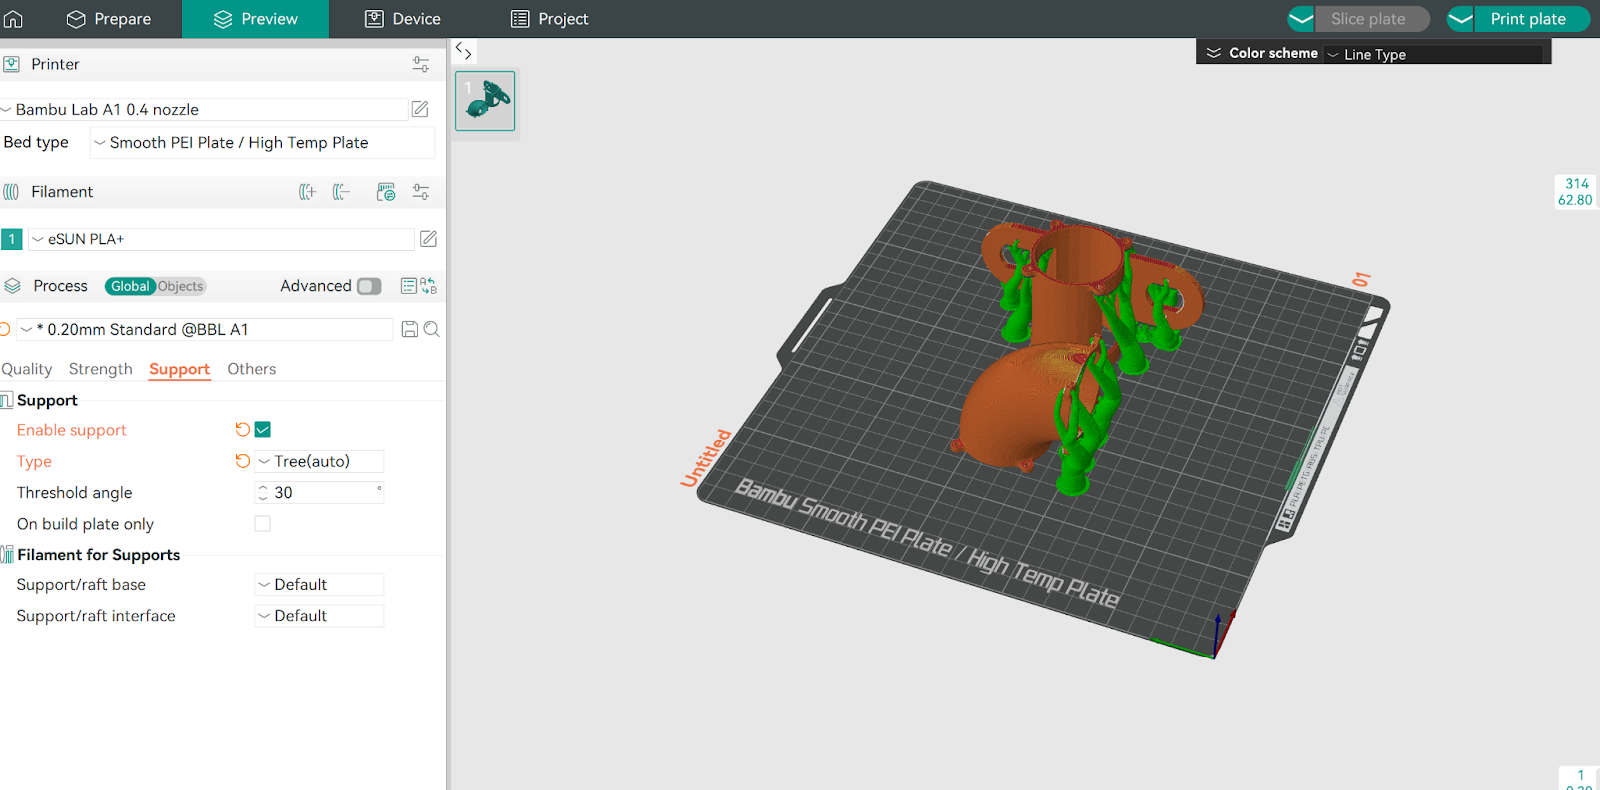 Prepare
Preview
Device
Project
Slice plate
Print plate
Printer
Bambu Lab A1 0.4 nozzle
Bed type
Smooth PEI Plate / High Temp Plate
Filament
1
eSUN PLA+
Process
Global
Objects
Advanced
* 0.20mm Standard @BBL A1
Quality
Strength
Support
Others
Support
Enable support
Type
Tree(auto)
Threshold angle
30
°
On build plate only
Filament for Supports
Support/raft base
Default
Support/raft interface
Default
1
Color scheme
Line Type
314
62.80
01
Untitled
Bambu Smooth PEI Plate / High Temp Plate
1